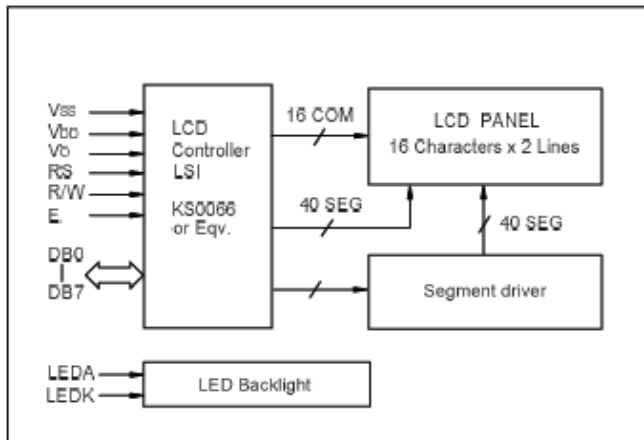 Vss
VDD
VO
RS
R/W
E
DB0
DB7
LCD
Controller
LSI
KS0066
or Eqv.
16 COM
40 SEG
LCD PANEL
16 Characters x 2 Lines
40 SEG
Segment driver
LEDA
LEDK
LED Backlight